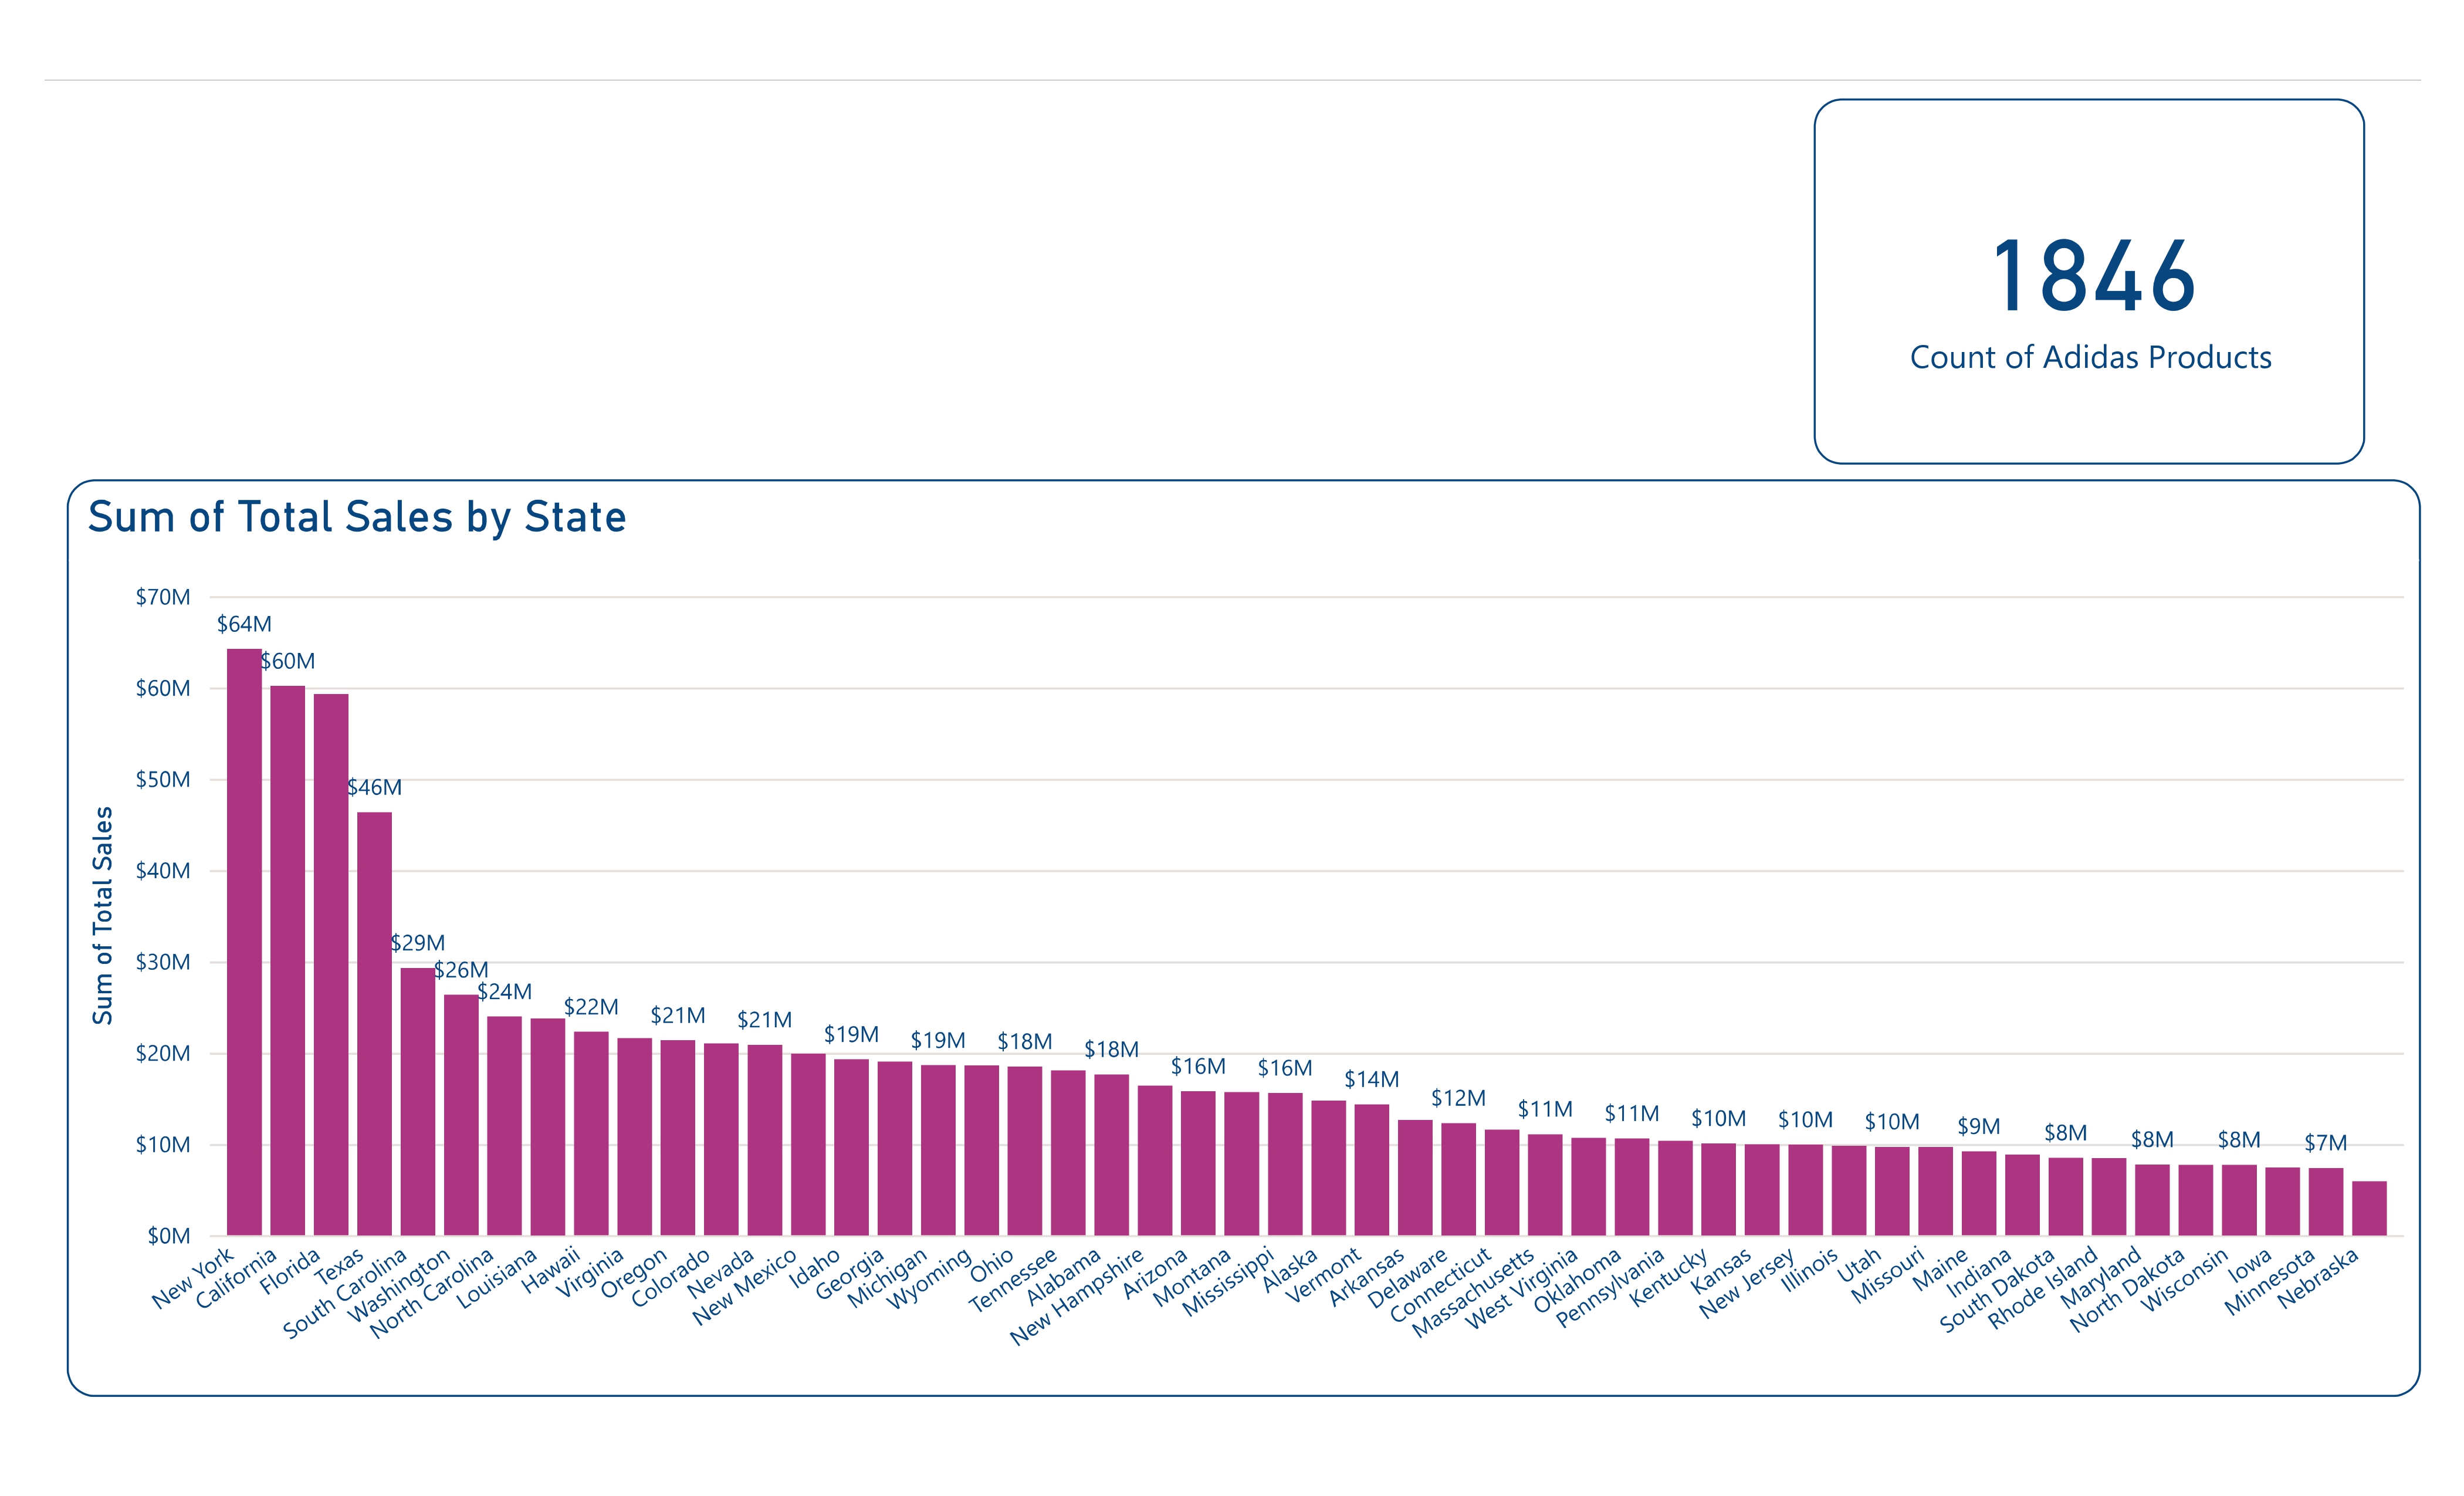 1846
Count of Adidas Products
Sum of Total Sales by State
Sum of Total Sales
$70M
$60M
$50M
$40M
$30M
$20M
$10M
$0M
$64M
$60M
$46M
$29M
$26M
$24M
$22M
$21M
$21M
$19M
$19M
$18M
$18M
$16M
$16M
$14M
$12M
$11M
$11M
$10M
$10M
$10M
$9M
$8M
$8M
$8M
$7M
New York
California
Florida
Texas
South Carolina
Washington
North Carolina
Louisiana
Hawaii
Virginia
Oregon
Colorado
Nevada
New Mexico
Idaho
Georgia
Michigan
Wyoming
Ohio
Tennessee
Alabama
New Hampshire
Arizona
Montana
Mississippi
Alaska
Vermont
Arkansas
Delaware
Connecticut
Massachusetts
West Virginia
Oklahoma
Pennsylvania
Kentucky
Kansas
New Jersey
Illinois
Utah
Missouri
Maine
Indiana
South Dakota
Rhode Island
Maryland
North Dakota
Wisconsin
Iowa
Minnesota
Nebraska